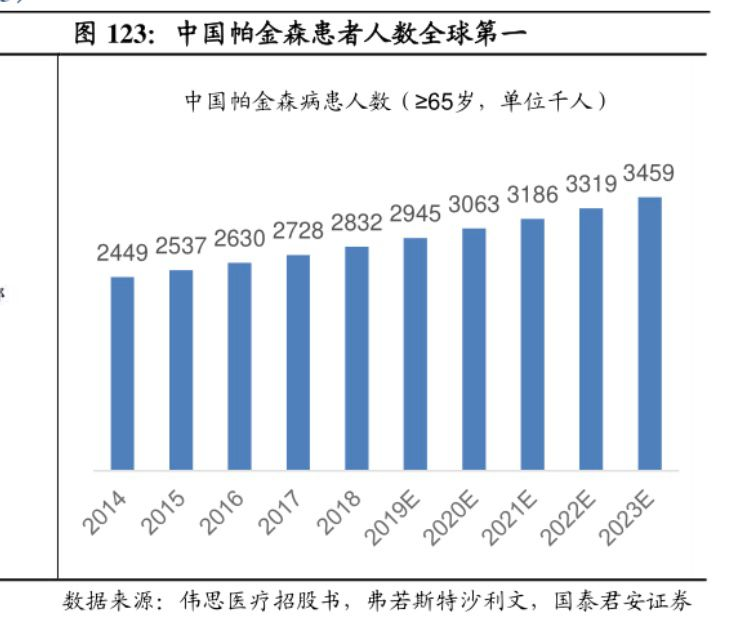 图 123：中国帕金森患者人数全球第一
中国帕金森病患人数（≥65岁，单位千人）
2449 2537 2630 2728 2832 2945 3063 3186 3319 3459
2014 2015 2016 2017 2018 2019E 2020E 2021E 2022E 2023E
数据来源：伟思医疗招股书，弗若斯特沙利文，国泰君安证券